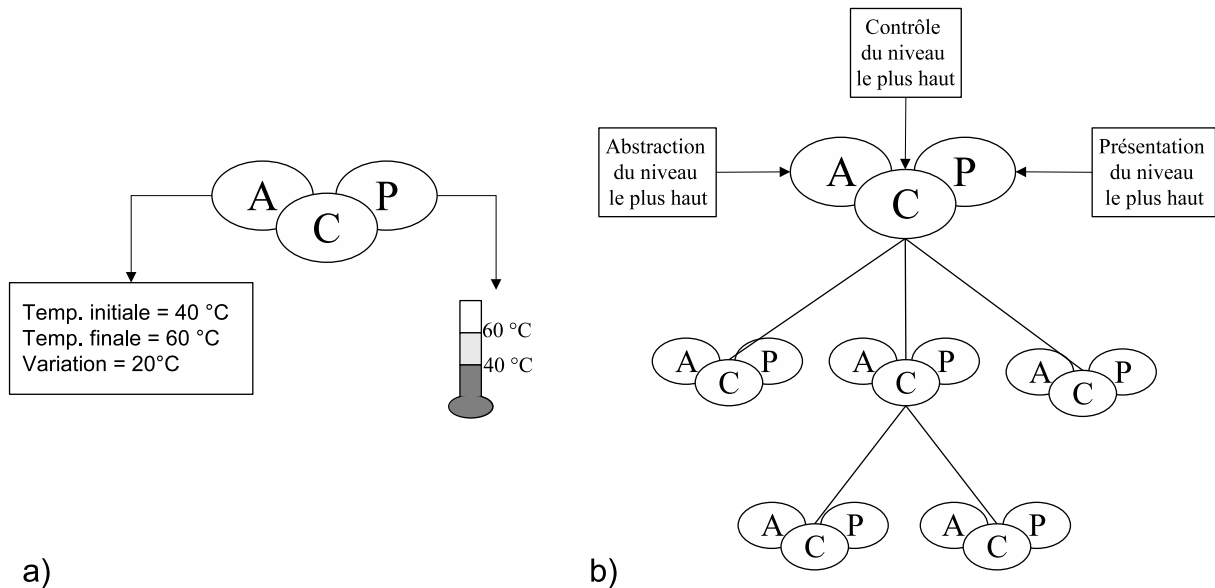 A P
C
Temp. initiale = 40 °C
Temp. finale = 60 °C
Variation = 20°C
60 °C
40 °C
a)
Contrôle
du niveau
le plus haut
Abstraction
du niveau
le plus haut
A P
C
Présentation
du niveau
le plus haut
A P
C
A P
C
A P
C
A P
C
A P
C
b)